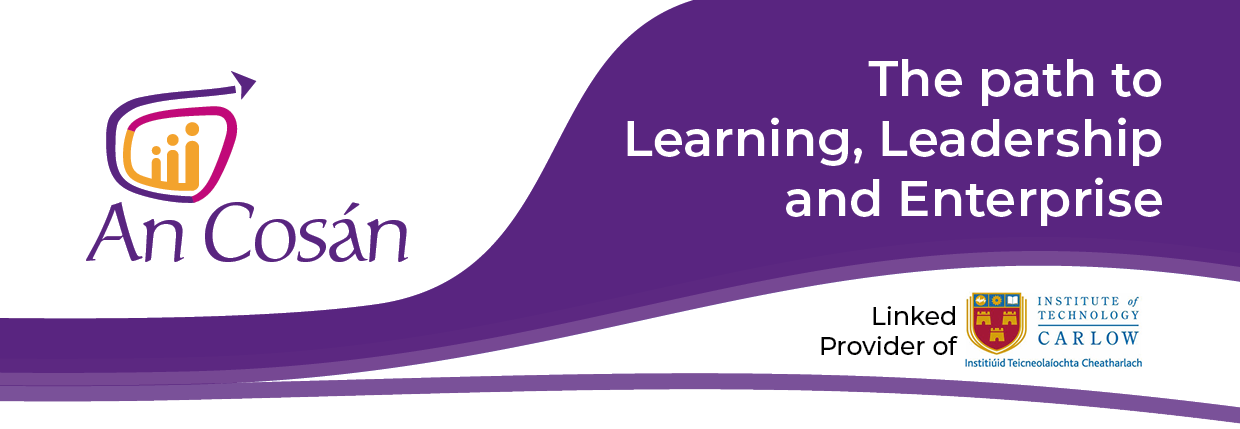 An Cosán
The path to
Learning, Leadership
and Enterprise
Linked
Provider of
INSTITUTE of
TECHNOLOGY
CARLOW
Institiúid Teicneolaíochta Cheatharlach